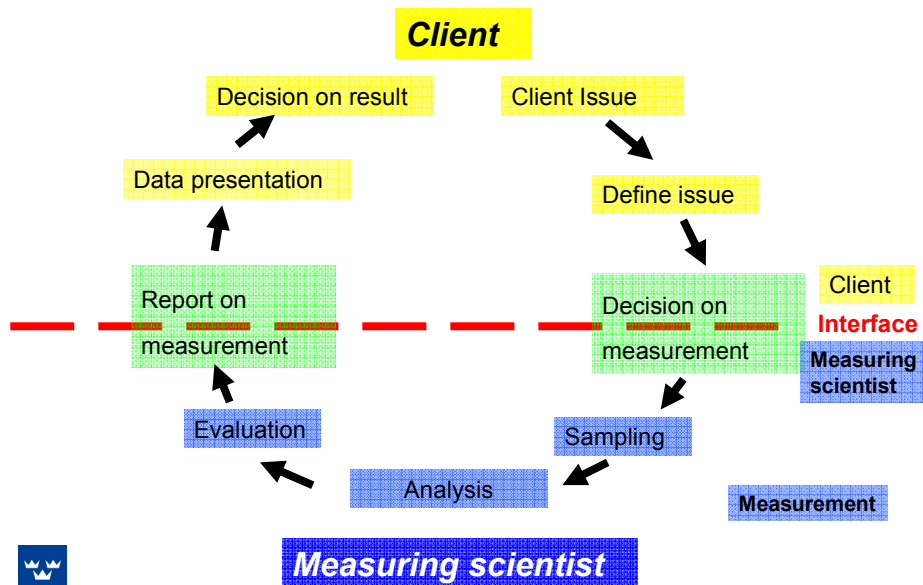 Client
Decision on result
Client Issue
Data presentation
Define issue
Report on
measurement
Decision on
measurement
Client
Interface
Measuring
scientist
Evaluation
Sampling
Analysis
Measurement
Measuring scientist